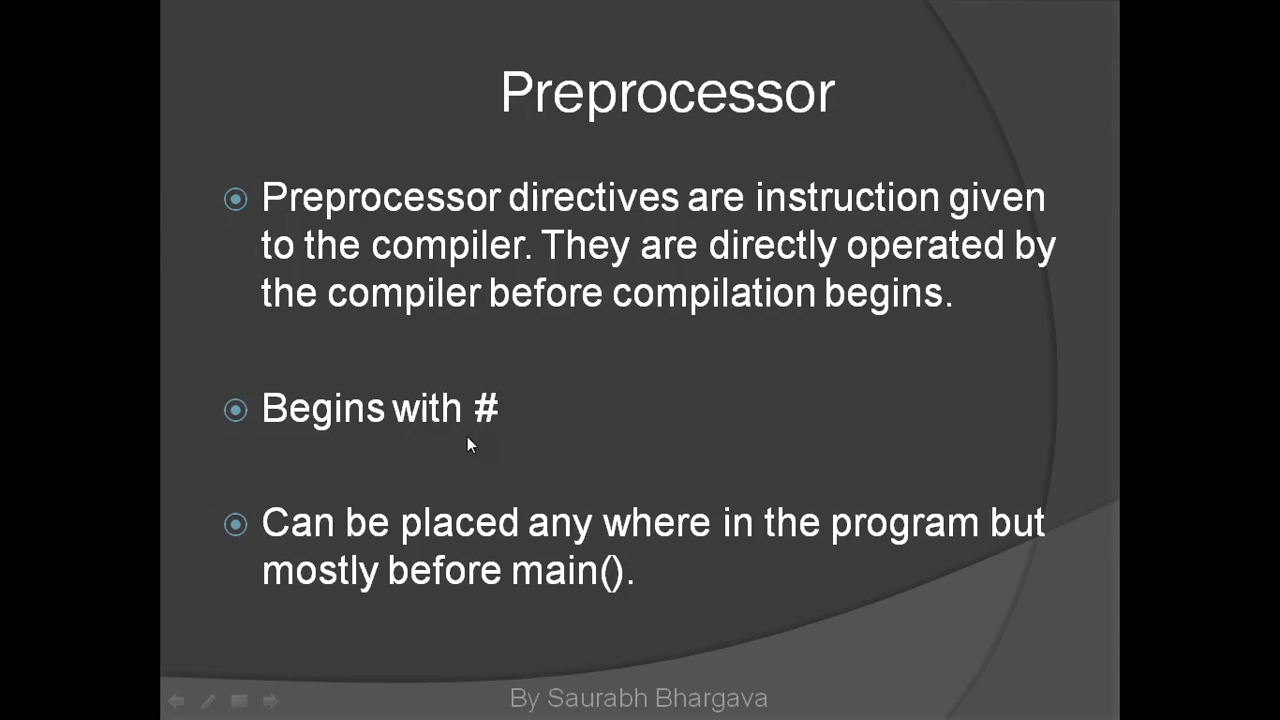 Preprocessor
Preprocessor directives are instruction given
to the compiler. They are directly operated by
the compiler before compilation begins.
Begins with #
Can be placed any where in the program but
mostly before main().
By Saurabh Bhargava